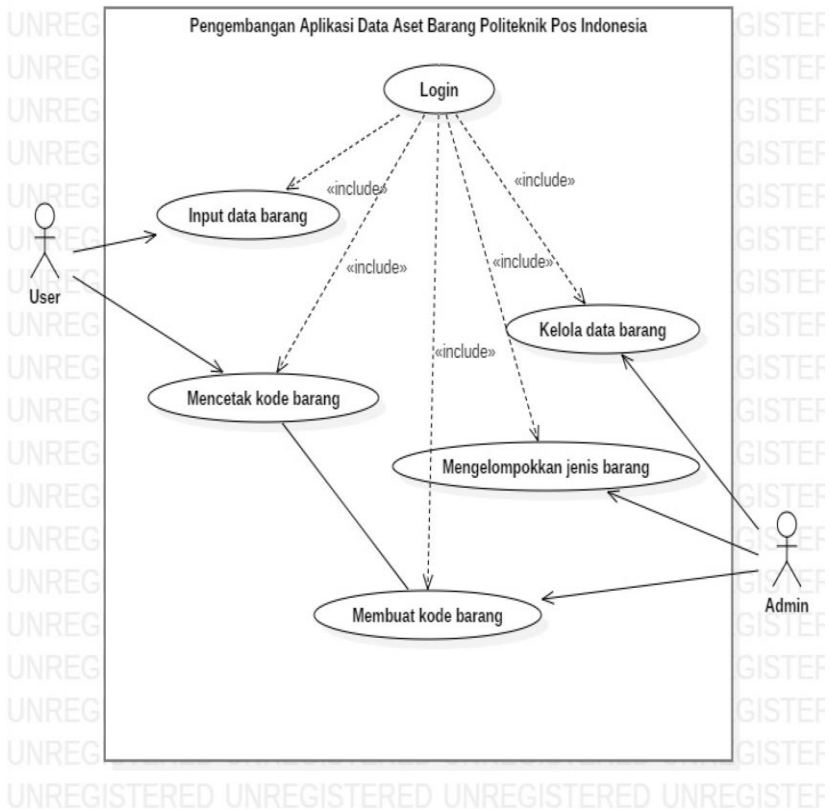 Pengembangan Aplikasi Data Aset Barang Politeknik Pos Indonesia
Login
«include»
«include»
Input data barang
User
«include»
«include»
Kelola data barang
«include»
Mencetak kode barang
Mengelompokkan jenis barang
Admin
Membuat kode barang
UNREGISTERED UNREGISTERED UNREGISTERED UNREGISTER